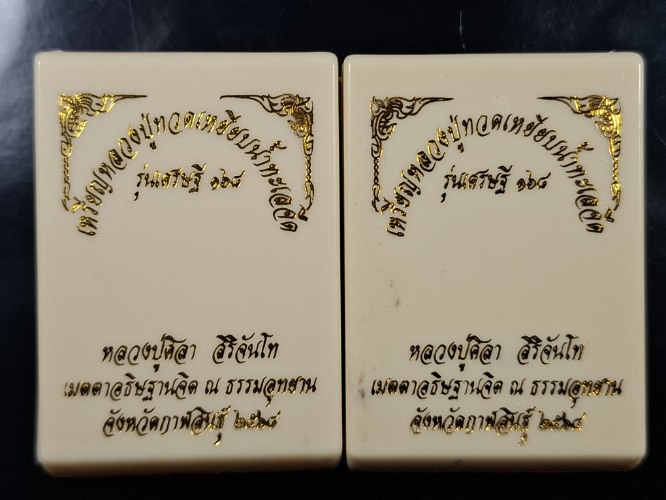 เหรียญหลวงปู่ทวดเหยียบน้ำทะเลจืด
รุ่นเศรษฐี ๑๖๘
หลวงปู่ศิลา สิริจันโท
เมตตาอธิษฐานจิต ณ ธรรมอุทยาน
จังหวัดกาฬสินธุ์ ๒๕๖๔
เหรียญหลวงปู่ทวดเหยียบน้ำทะเลจืด
รุ่นเศรษฐี ๑๖๘
หลวงปู่ศิลา สิริจันโท
เมตตาอธิษฐานจิต ณ ธรรมอุทยาน
จังหวัดกาฬสินธุ์ ๒๕๖๔